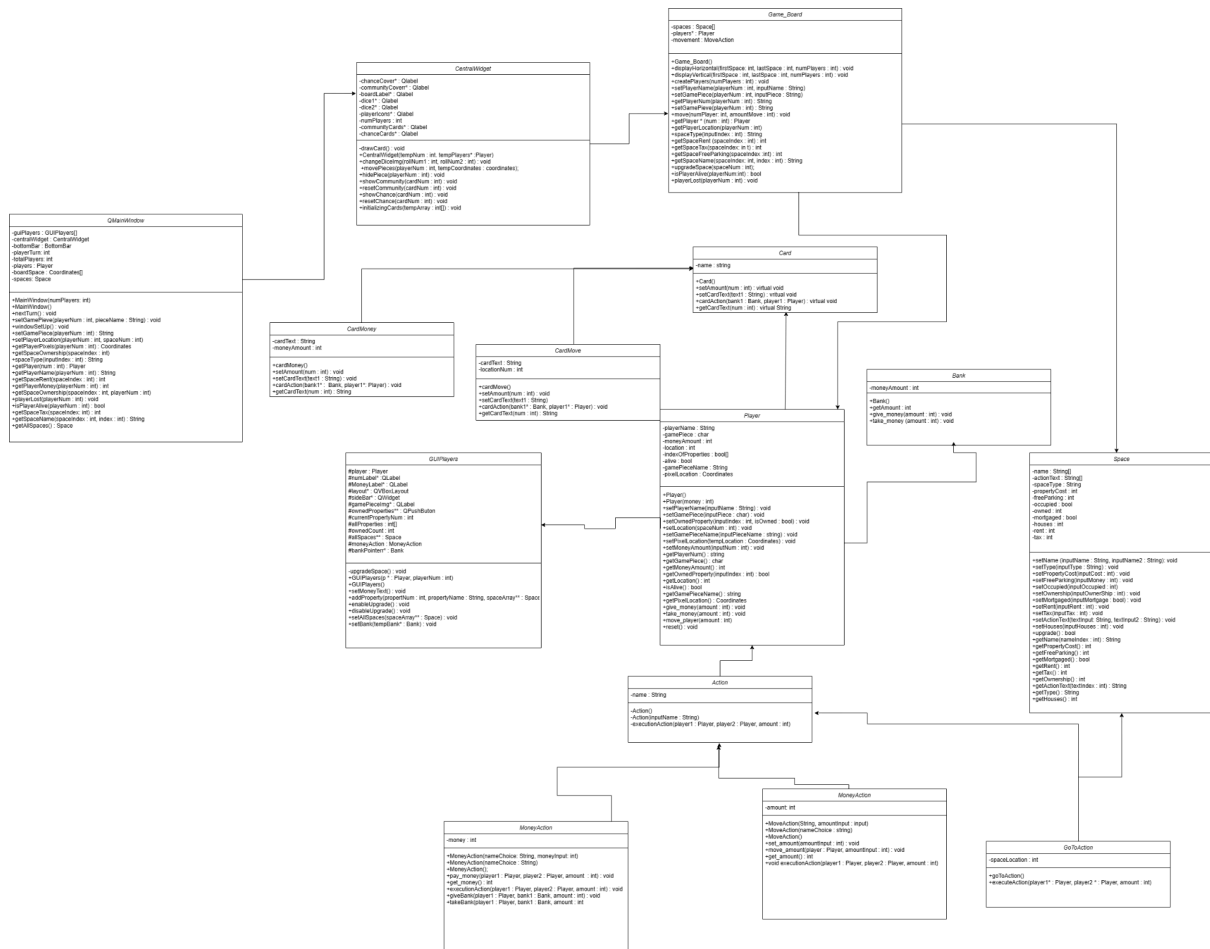 Game_Board
-spaces : Space[]
-players* : Player
-movement : MoveAction
+Game_Board()
+displayHorizontal(firstSpace: int, lastSpace : int, numPlayers : int) : void
+displayVertical(firstSpace : int, lastSpace : int, numPlayers : int) : void
+createPlayers(numPlayers : int) : void
+setPlayerName(playerNum : int, inputName : String)
+setGamePiece(playerNum : int, inputPiece : String)
+getPlayerNum(playerNum : int) : String
+setGamePieve(playerNum : int) : String
+move(numPlayer: int, amountMove : int) : void
+getPlayer * (num : int) : Player
+getPlayerLocation(playerNum : int)
+spaceType(inputIndex : int) : String
+getSpaceRent (spaceIndex : int) : int
+getSpaceTax(spaceIndex: in t) : int
+getSpaceFreeParking(spaceIndex :int) : int
+getSpaceName(spaceIndex : int, index : int) : String
+upgradeSpace(spaceNum : int);
+isPlayerAlive(playerNum:int) : bool
+playerLost(playerNum : int) : void
CentralWidget
-chanceCover* : Qlabel
-communityCover* : Qlabel
-boardLabel* : Qlabel
-dice1* : Qlabel
-dice2* : Qlabel
-playerIcons* : Qlabel
-numPlayers : int
-communityCards* : Qlabel
-chanceCards* : Qlabel
-drawCard() : void
+CentralWidget(tempNum : int, tempPlayers* :Player)
+changeDiceImg(rollNum1 : int, rollNum2 : int) : void
+movePieces(playerNum : int, tempCoordinates : coordinates);
+hidePiece(playerNum : int) : void
+showCommunity(cardNum : int) : void
+resetCommunity(cardNum : int) : void
+showChance(cardNum : int) : void
+resetChance(cardNum : int) : void
+initializingCards(tempArray : int[]) : void
QMainWindow
-guiPlayers : GUIPlayers[]
-centralWidget : CentralWidget
-bottomBar : BottomBar
-playerTurn: int
-totalPlayers: int
-players : Player
-boardSpace : Coordinates[]
-spaces: Space
+MainWindow(numPlayers: int)
+MainWindow()
+nextTurn() : void
+setGamePieve(playerNum : int, pieceName : String) : void
+windowSetUp() : void
+setGamePiece(playerNum : int) : String
+setPlayerLocation(playerNum : int, spaceNum : int)
+getPlayerPixels(playerNum : int) : Coordinates
+getSpaceOwnership(spaceIndex : int)
+spaceType(inputIndex : int) : String
+getPlayer(num : int) : Player
+getPlayerName(playerNum : int) : String
+getSpaceRent(spaceIndex : int) : int
+getPlayerMoney(playerNum : int) : int
+getSpaceOwnership(spaceIndex : int, playerNum : int)
+playerLost(playerNum : int) : void
+isPlayerAlive(playerNum : int) : bool
+getSpaceTax(spaceIndex: int) : int
+getSpaceName(spaceIndex : int, index : int) : String
+getAllSpaces() : Space
Card
-name : string
+Card()
+setAmount(num : int) : virtual void
+setCardText(text1 : String) : virtual void
+cardAction(bank1 : Bank, player1 : Player) : virtual void
+getCardText(num : int) : virtual String
CardMoney
-cardText : String
-moneyAmount : int
+cardMoney()
+setAmount(num : int) : void
+setCardText(text1 : String) : void
+cardAction(bank1* : Bank, player1*: Player) : void
+getCardText(num : int) : String
CardMove
-cardText : String
-locationNum : int
+cardMove()
+setAmount(num : int) : void
+setCardText(text1 : String)
+cardAction(bank1* : Bank, player1* : Player) : void
+getCardText(num : int) : String
Bank
-moneyAmount : int
+Bank()
+getAmount : int
+give_money(amount : int) : void
+take_money (amount : int) : void
Player
-playerName : String
-gamePiece : char
-moneyAmount : int
-location : int
-indexOfProperties : bool[]
-alive : bool
-gamePieceName : String
-pixelLocation : Coordinates
+Player()
+Player(money : int)
+setPlayerName(inputName : String) : void
+setGamePiece(inputPiece : char) : void
+setOwnedProperty(inputIndex : int, isOwned : bool) : void
+setLocation(spaceNum : int) : void
+setGamePieceName(inputPieceName : string) : void
+setPixelLocation(tempLocation : Coordinates) : void
+setMoneyAmount(inputNum : int) : void
+getPlayerNum() : string
+getGamePiece() : char
+getMoneyAmount() : int
+getOwnedProperty(inputIndex : int) : bool
+getLocation() : int
+isAlive() : bool
+getGamePieceName() : string
+getPixelLocation() : Coordinates
+give_money(amount : int) : void
+take_money(amount : int) : void
+move_player(amount : int)
+reset() : void
GUIPlayers
#player : Player
#numLabel* : QLabel
#MoneyLabel* : QLabel
#layout* : QVBoxLayout
#sideBar* : QWidget
#gamePieceImg* : QLabel
#ownedProperties** : QPushButon
#currentPropertyNum : int
#allProperties : int[]
#ownedCount : int
#allSpaces** : Space
#moneyAction : MoneyAction
#bankPointer* : Bank
-upgradeSpace() : void
+GUIPlayers(p * : Player, playerNum : int)
+GUIPlayers()
+setMoneyText() : void
+addProperty(propertNum : int, propertyName : String, spaceArray** : Space
+enableUpgrade() : void
+disableUpgrade() : void
+setAllSpaces(spaceArray** : Space) : void
+setBank(tempBank* : Bank) : void
Space
-name : String[]
-actionText : String[]
-spaceType : String
-propertyCost : int
-freeParking : int
-occupied : bool
-owned : int
-mortgaged : bool
-houses : int
-rent : int
-tax : int
+setName (inputName : String, inputName2 : String): void
+setType(inputType : String) : void
+setPropertyCost(inputCost : int) : void
+setFreeParking(inputMoney : int) : void
+setOccupied(inputOccupied : int)
+setOwnership(inputOwnerShip : int) : void
+setMortgaged(inputMortgage : bool) : void
+setRent(inputRent : int) : void
+setTax(inputTax : int) : void
+setActionText(textInput : String, textInput2 : String) : void
+setHouses(inputHouses : int) : void
+upgrade() : bool
+getName(nameIndex : int) : String
+getPropertyCost() : int
+getFreeParking() : int
+getMortgaged() : bool
+getRent() : int
+getTax() : int
+getOwnership() : int
+getActionText(textIndex : int) : String
+getType() : String
+getHouses() : int
Action
-name : String
-Action()
-Action(inputName : String)
-executionAction(player1 : Player, player2 : Player, amount : int)
MoneyAction
-money : int
+MoneyAction(nameChoice: String, moneyInput: int)
+MoneyAction(nameChoice : String)
+MoneyAction();
+pay_money(player1 : Player, player2 : Player, amount : int) : void
+get_money() : int
+executionAction(player1 : Player, player2 : Player, amount : int) : void
+giveBank(player1 : Player, bank1 : Bank, amount : int) : void
+takeBank(player1 : Player, bank1 : Bank, amount : int
MoneyAction
-amount: int
+MoveAction(String, amountInput : input)
+MoveAction(nameChoice : string)
+MoveAction()
+set_amount(amountInput : int) : void
+move_amount(player : Player, amountInput : int) : void
+get_amount() : int
+void executionAction(player1 : Player, player2 : Player, amount : int)
GoToAction
-spaceLocation : int
+goToAction()
+executeAction(player1* : Player, player2 * : Player, amount : int)